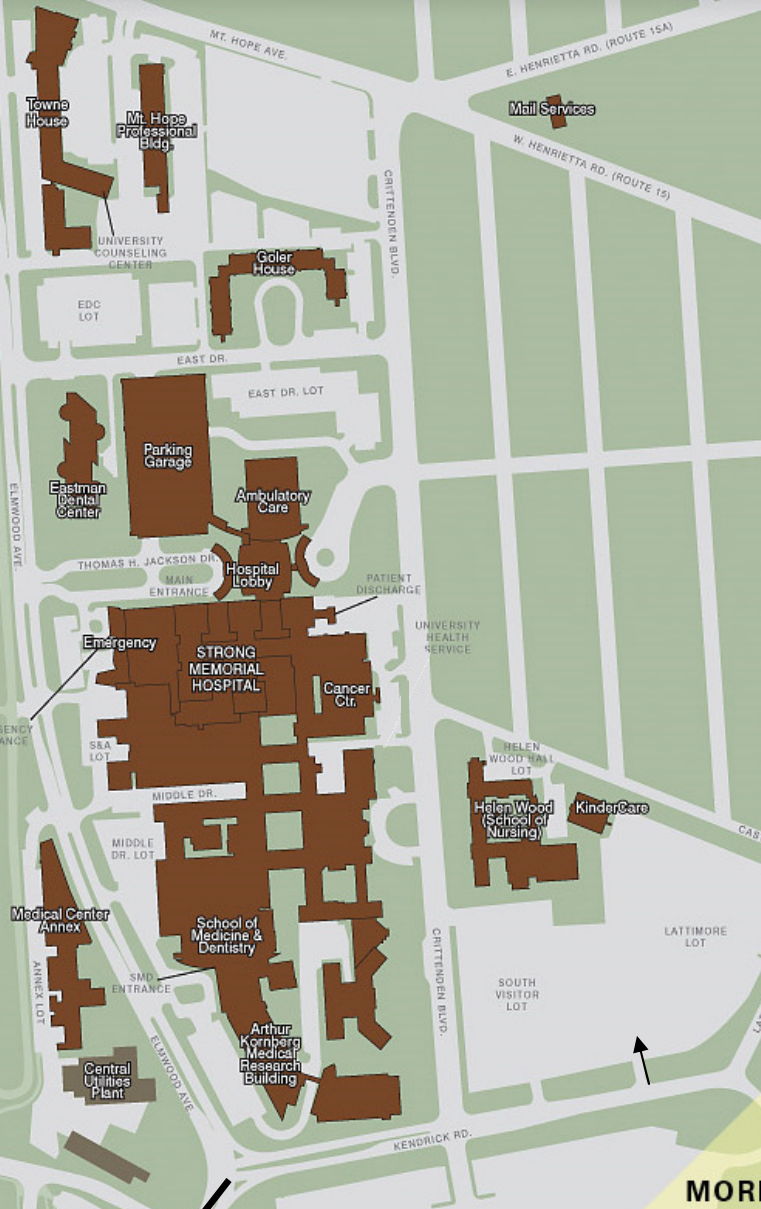 MT. HOPE AVE.
E. HENRIETTA RD. (ROUTE 15A)
Towne
House
Mt. Hope
Professional
Bldg.
Mail Services
W. HENRIETTA RD. (ROUTE 15)
CRITTENDEN BLVD.
UNIVERSITY
COUNSELING
CENTER
Goler
House
EDC
LOT
EAST DR.
EAST DR. LOT
Parking
Garage
Eastman
Dental
Center
Ambulatory
Care
ELMWOOD AVE.
THOMAS H. JACKSON DR.
MAIN
ENTRANCE
Hospital
Lobby
PATIENT
DISCHARGE
Emergency
STRONG
MEMORIAL
HOSPITAL
UNIVERSITY
HEALTH
SERVICE
Cancer
Ctr.
GENCY
ANCE
S&A
LOT
HELEN
WOOD HALL
LOT
MIDDLE DR.
Helen Wood
(School of
Nursing)
KinderCare
CAS
MIDDLE
DR. LOT
Medical Center
Annex
School of
Medicine &
Dentistry
LATTIMORE
LOT
SMD
ENTRANCE
ANNEX LOT
CRITTENDEN BLVD.
SOUTH
VISITOR
LOT
LA
Arthur
Kornberg
Medical
Research
Building
Central
Utilities
Plant
ELMWOOD AVE.
KENDRICK RD.
MORE